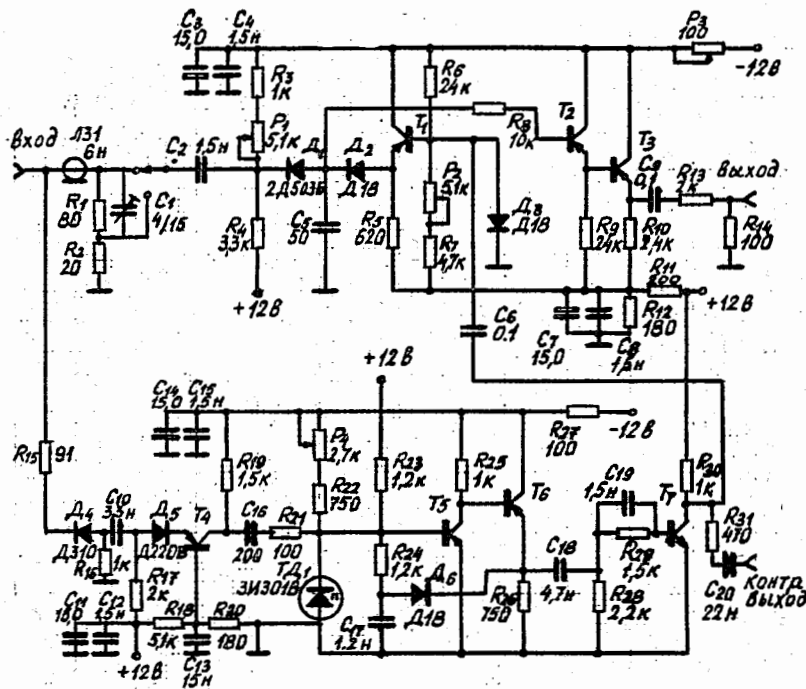 C3
15,0
C4
1,5н
R3
1к
P1
5,1к
R6
24к
P3
100
-12В
Вход
ЛЗ1
6н
C2
1,5н
Д1
2Д503Б
Д2
Д18
T1
R8
10к
T2
T3
C9
0,1
R13
1к
Выход
R14
100
R1
80
R2
20
C1
4/15
R4
3,3к
+12В
C5
50
R5
620
P2
5,1к
R7
4,7к
Д3
Д18
R9
24к
R10
2,4к
R11
200
+12В
R12
180
C6
0.1
C7
15,0
C8
1,5н
+12В
C14
15,0
C15
1,5н
R15
91
R19
1,5к
P4
2,7к
R22
750
R23
1,2к
R25
1к
R27
100
-12В
Д4
Д310
C10
3,3н
Д5
Д220В
T4
C16
200
R21
100
T5
T6
C19
1,5н
T7
R30
1к
R31
470
R16
1к
R17
2к
ТД1
3И301В
R24
1,2к
Д6
Д18
C18
4,7н
R29
1,5к
R28
2,2к
C20
22н
контр.
Выход
C11
C12
1,5н
+12В
R18
5,1к
R20
180
C13
15н
C17
1.2н
R26
750